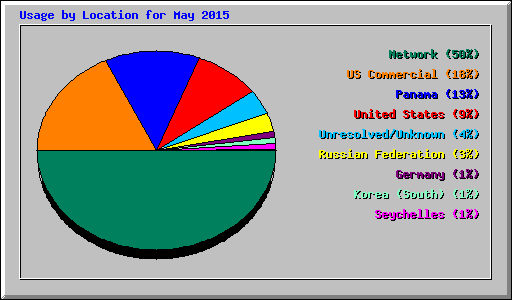 Usage by Location for May 2015
Network (50%)
US Commercial (18%)
Panama (13%)
United States (9%)
Unresolved/Unknown (4%)
Russian Federation (3%)
Germany (1%)
Korea (South) (1%)
Seychelles (1%)